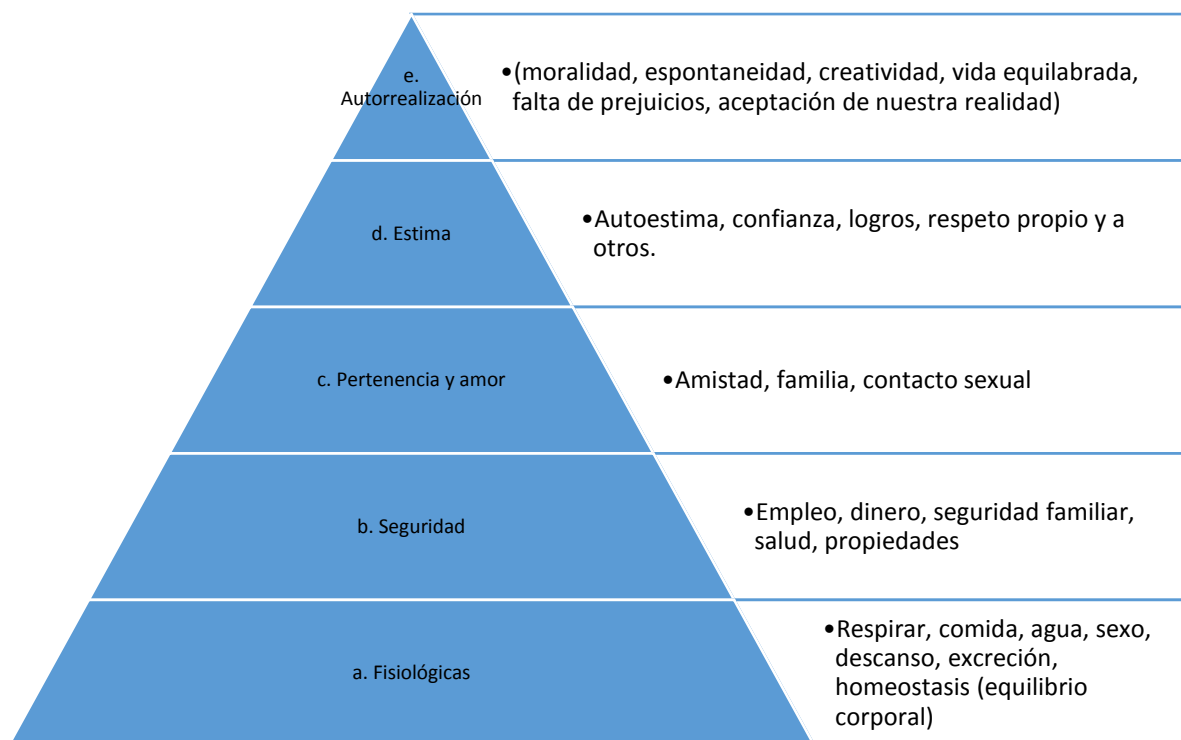 e.
Autorrealización
•(moralidad, espontaneidad, creatividad, vida equilabrada,
falta de prejuicios, aceptación de nuestra realidad)
d. Estima
•Autoestima, confianza, logros, respeto propio y a
otros.
c. Pertenencia y amor
•Amistad, familia, contacto sexual
b. Seguridad
•Empleo, dinero, seguridad familiar,
salud, propiedades
a. Fisiológicas
•Respirar, comida, agua, sexo,
descanso, excreción,
homeostasis (equilibrio
corporal)